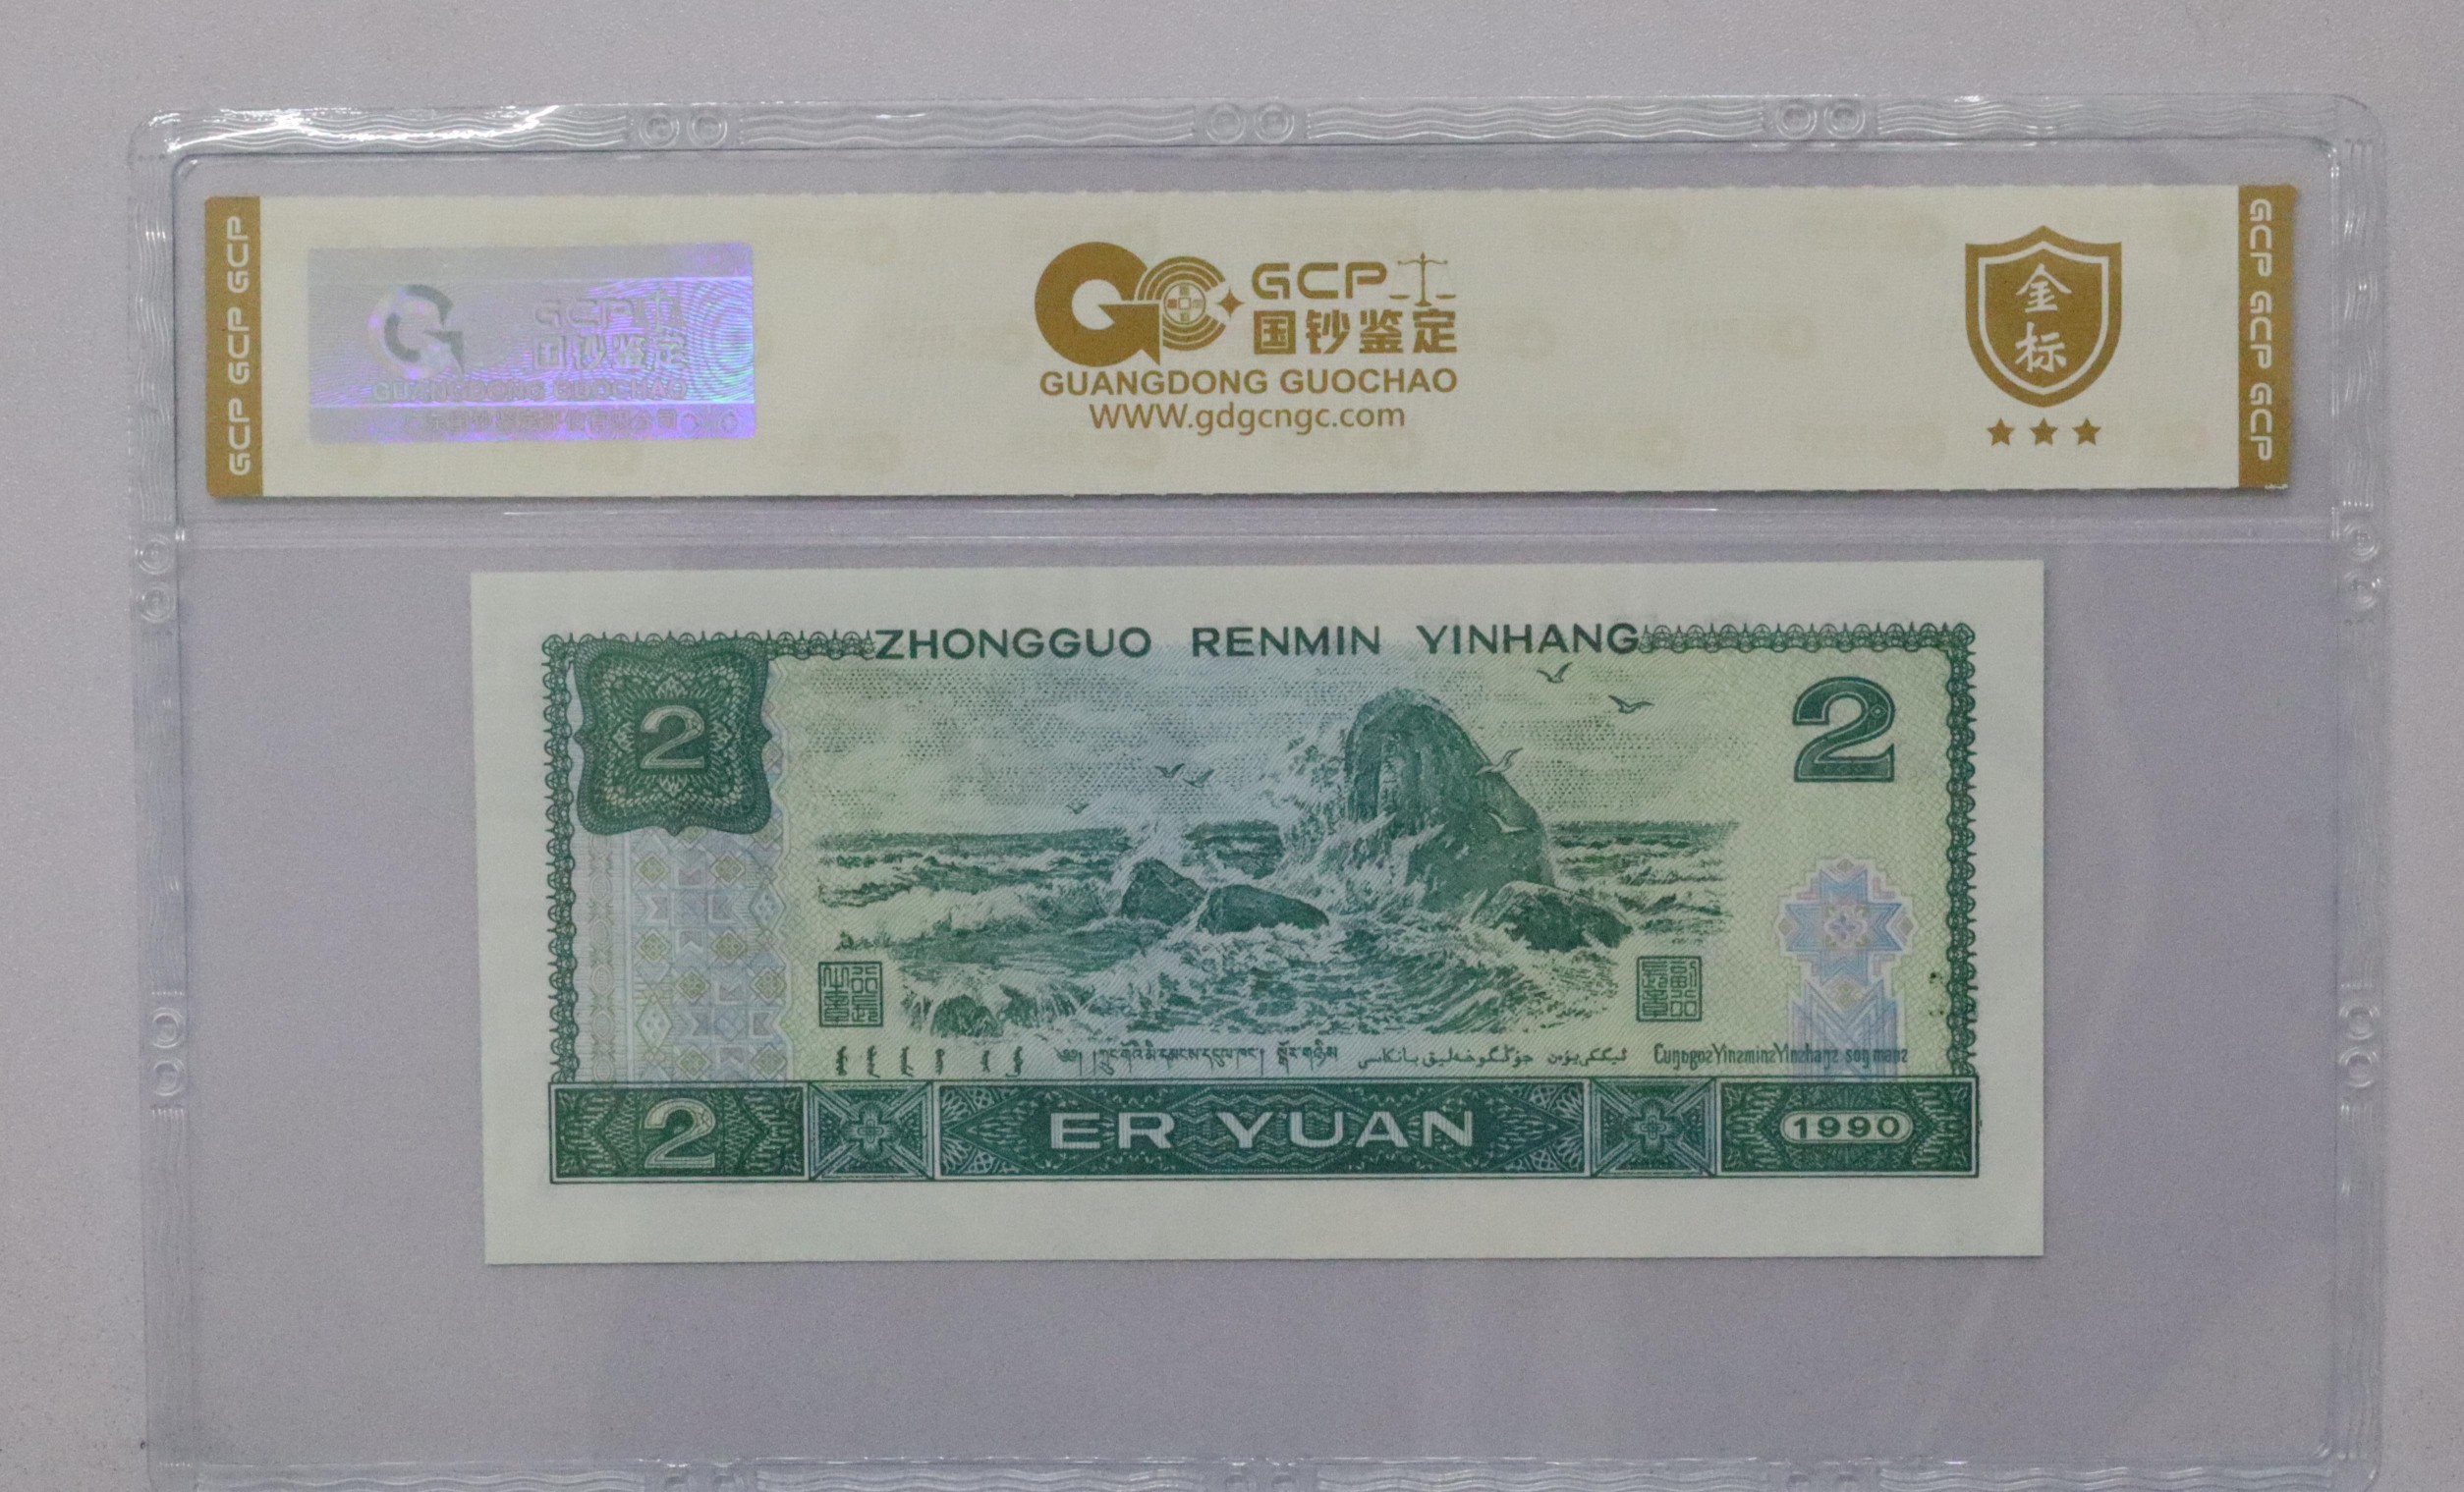 GCP GCP GCP
GCP
国钞鉴定
GUANGDONG GUOCHAO
GCP
国钞鉴定
GUANGDONG GUOCHAO
WWW.gdgcngc.com
金
标
GCP GCP GCP
ZHONGGUO RENMIN YINHANG
2
2
2
ER YUAN
1990